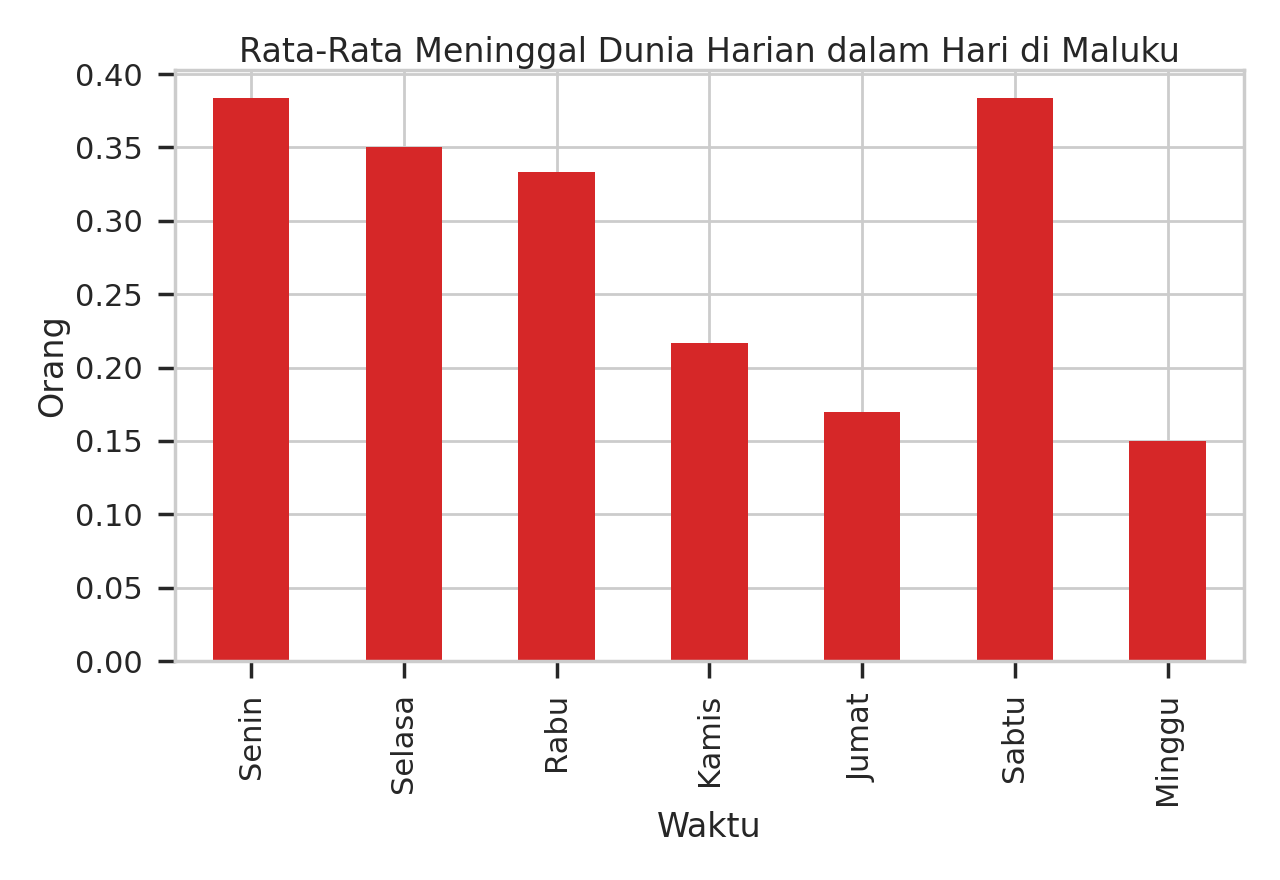 Rata-Rata Meninggal Dunia Harian dalam Hari di Maluku
0.40
0.35
0.30
0.25
0.20
0.15
0.10
0.05
0.00
Orang
Senin
Selasa
Rabu
Kamis
Jumat
Sabtu
Minggu
Waktu